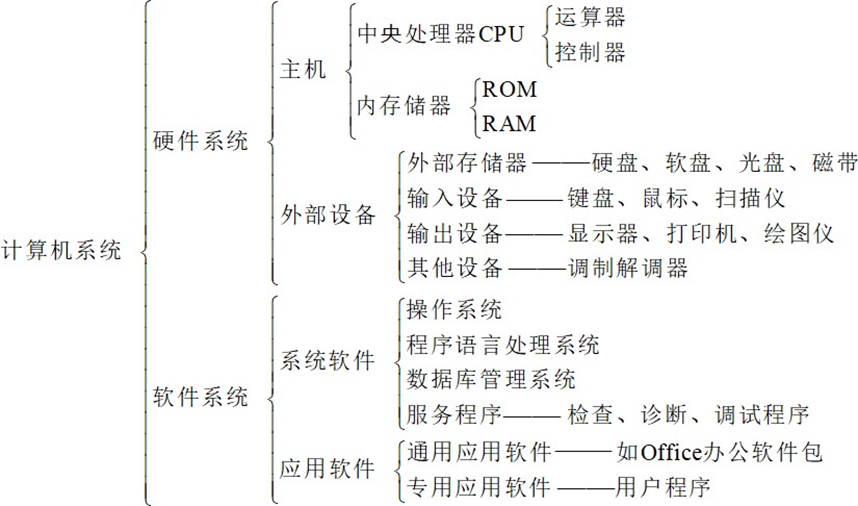 运算器
中央处理器CPU
控制器
主机
ROM
内存储器
RAM
硬件系统
外部存储器——硬盘、软盘、光盘、磁带
输入设备——键盘、鼠标、扫描仪
外部设备
输出设备——显示器、打印机、绘图仪
计算机系统
其他设备——调制解调器
操作系统
程序语言处理系统
系统软件
数据库管理系统
软件系统
服务程序——检查、诊断、调试程序
通用应用软件——如Office办公软件包
应用软件
专用应用软件——用户程序